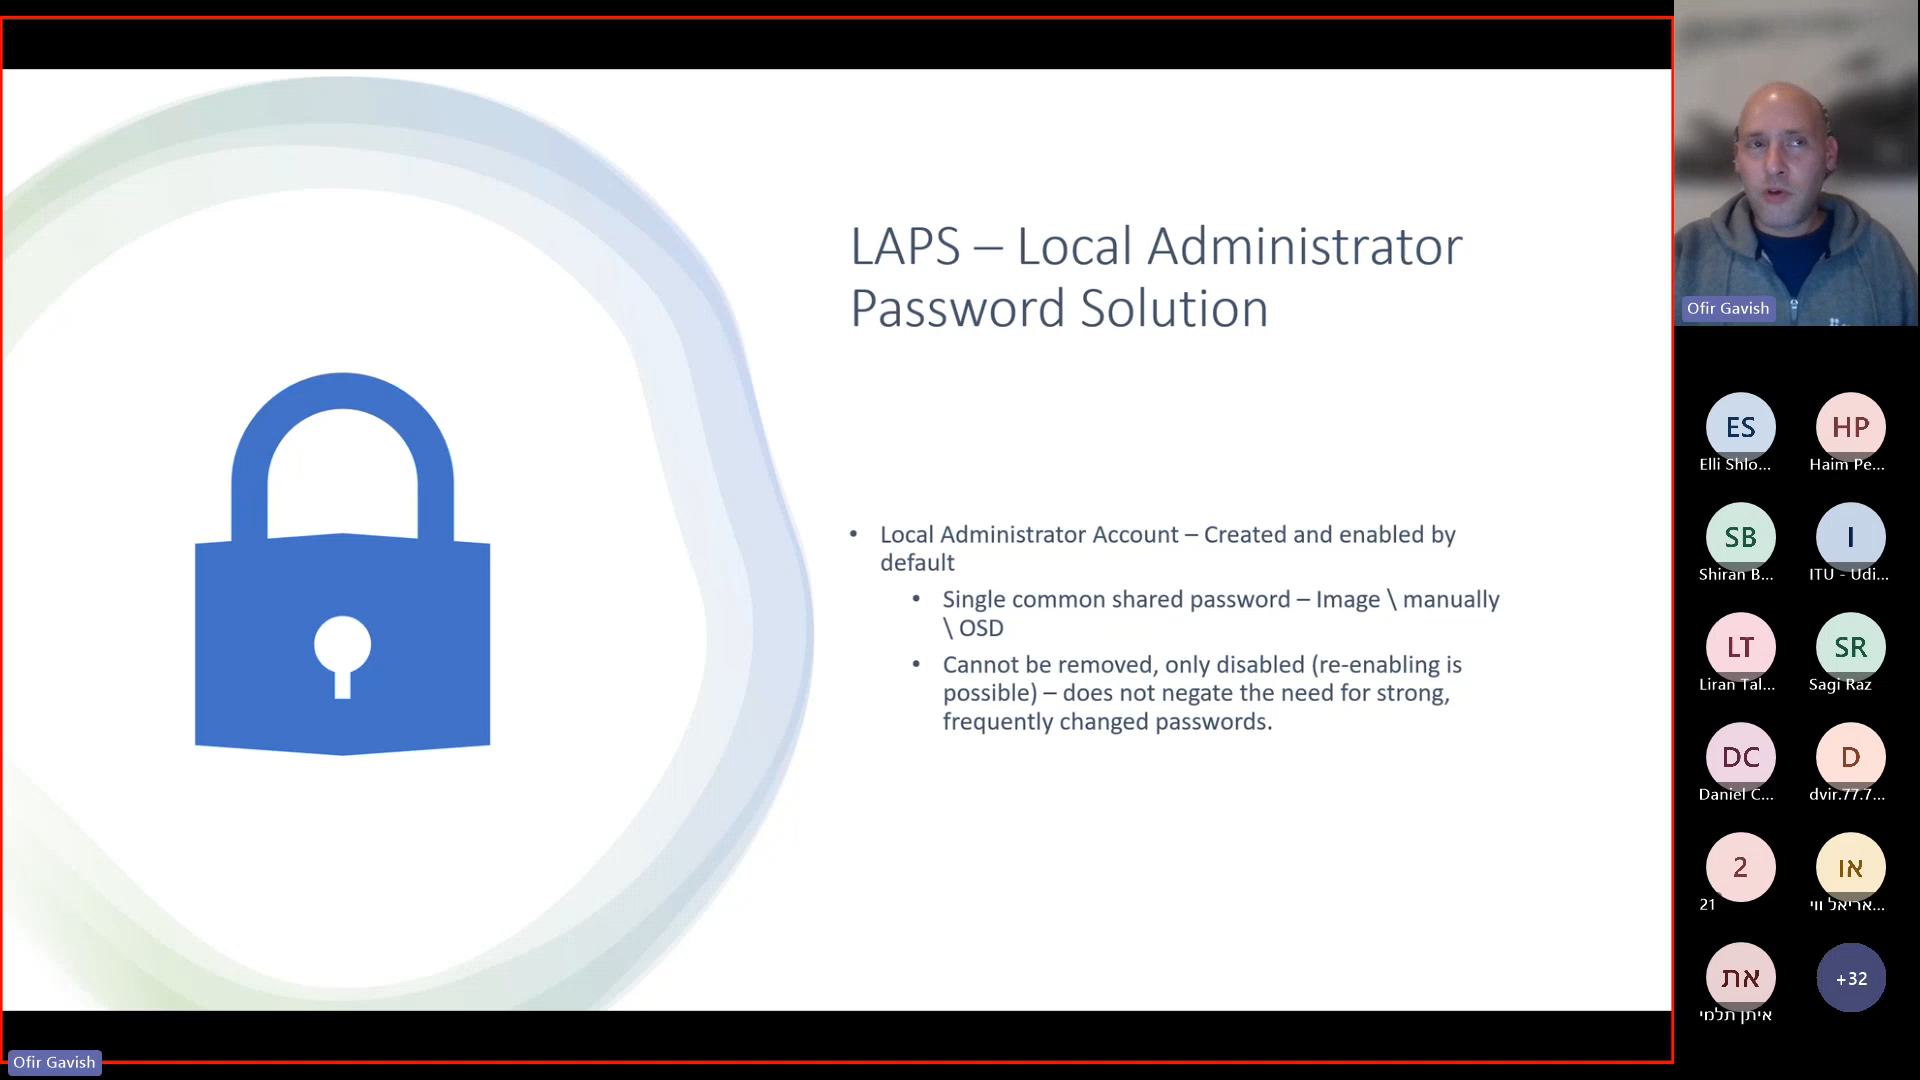 LAPS – Local Administrator
Password Solution
• Local Administrator Account – Created and enabled by
default
• Single common shared password – Image \ manually
\ OSD
• Cannot be removed, only disabled (re-enabling is
possible) – does not negate the need for strong,
frequently changed passwords.
Ofir Gavish
Ofir Gavish
ES
HP
Elli Shlo...
Haim Pe...
SB
I
Shiran B...
ITU - Udi...
LT
SR
Liran Tal...
Sagi Raz
DC
D
Daniel C...
dvir.77.7...
2
או
21
אריאל ווי...
את
+32
איתן תלמי